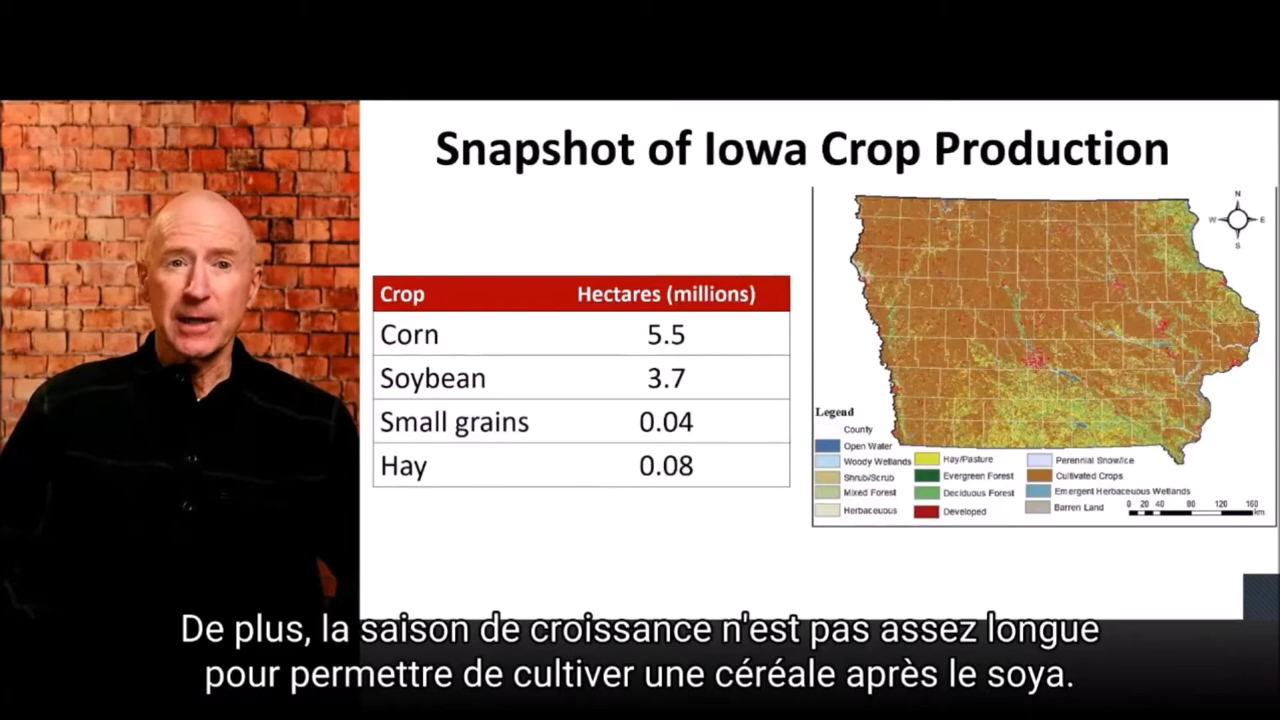 Snapshot of Iowa Crop Production
Crop Hectares (millions)
Corn 5.5
Soybean 3.7
Small grains 0.04
Hay 0.08
N
W E
S
Legend
County
Open Water
Woody Wetlands
Shrub/Scrub
Mixed Forest
Herbaceous
Hay/Pasture
Evergreen Forest
Deciduous Forest
Developed
Perennial Snow/Ice
Cultivated Crops
Emergent Herbaceuous Wetlands
Barren Land
0 20 40 80 120 160
km
De plus, la saison de croissance n'est pas assez longue
pour permettre de cultiver une céréale après le soya.